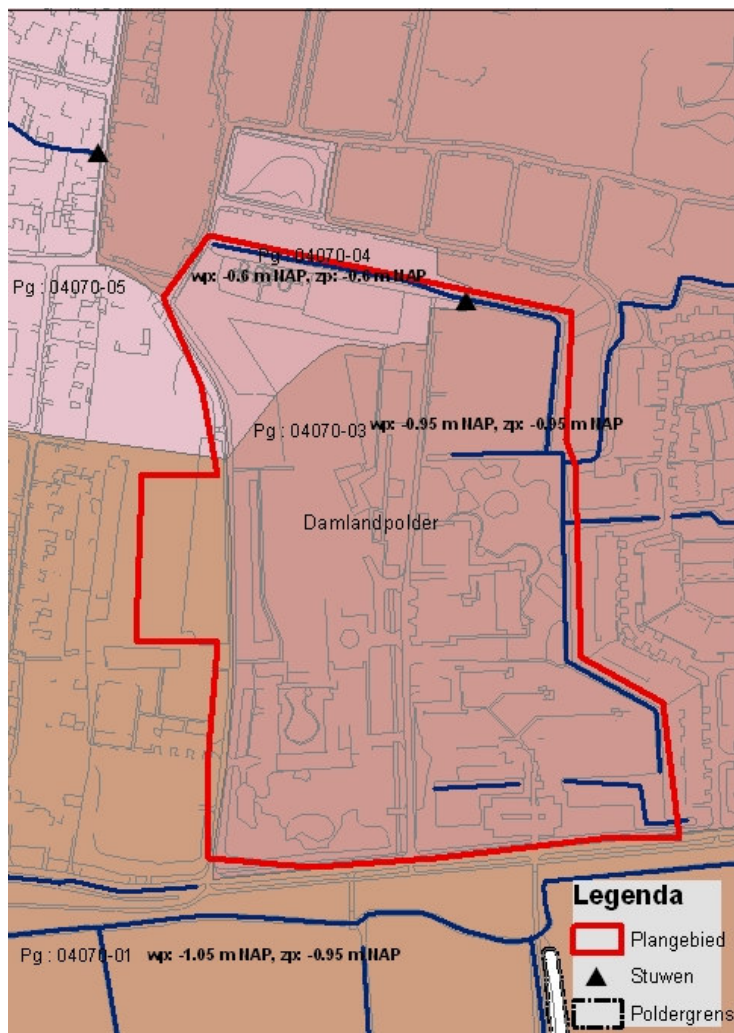 Pg : 04070-04
wp: -0.6 m NAP, zp: -0.6 m NAP
Pg : 04070-05
wp: -0.95 m NAP, zp: -0.95 m NAP
Pg : 04070-03
Damlandpolder
Legenda
Plangebied
Stuwen
Poldergrens
Pg : 04070-01 wp: -1.05 m NAP, zp: -0.95 m NAP